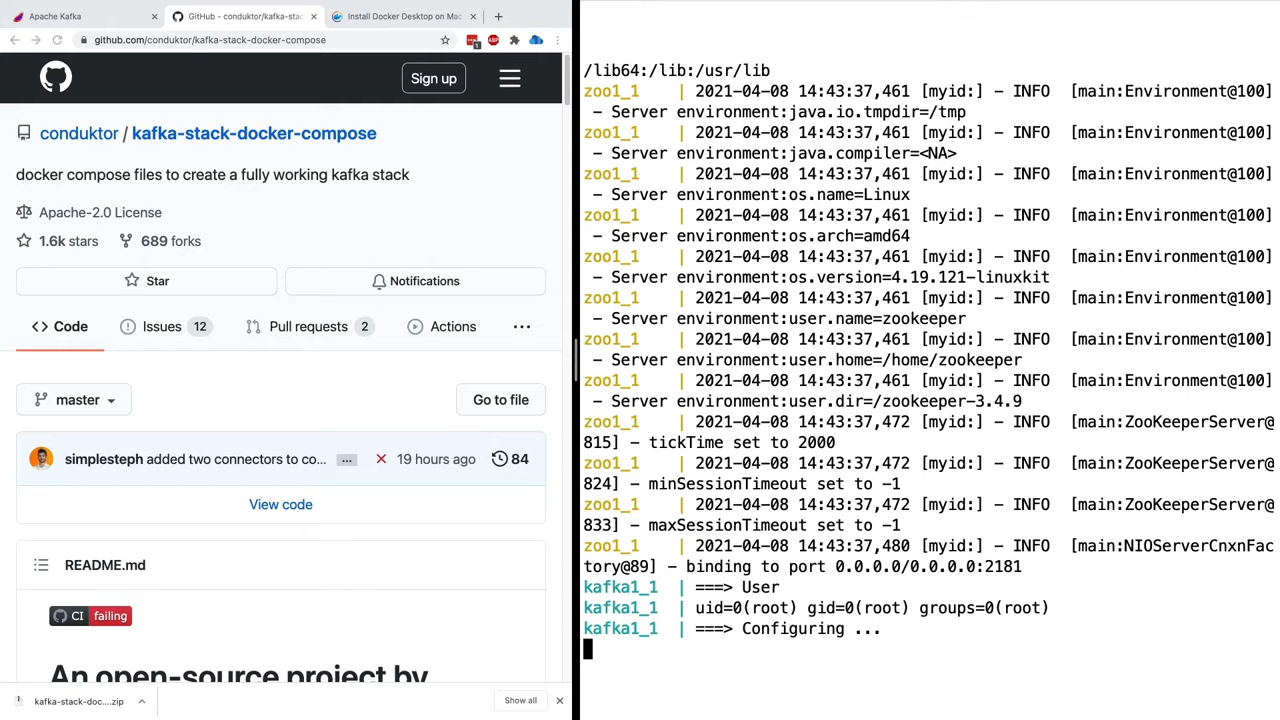 Apache Kafka
GitHub - conduktor/kafka-stac
Install Docker Desktop on Mac
github.com/conduktor/kafka-stack-docker-compose
1
ABP
Sign up
conduktor / kafka-stack-docker-compose
docker compose files to create a fully working kafka stack
Apache-2.0 License
1.6k stars 689 forks
Star
Notifications
Code
Issues 12
Pull requests 2
Actions
...
master
Go to file
simplesteph added two connectors to co... ... 19 hours ago 84
View code
README.md
CI failing
An open-source project by
kafka-stack-doc....zip
Show all
/lib64:/lib:/usr/lib
zoo1_1 | 2021-04-08 14:43:37,461 [myid:] - INFO [main:Environment@100]
- Server environment:java.io.tmpdir=/tmp
zoo1_1 | 2021-04-08 14:43:37,461 [myid:] - INFO [main:Environment@100]
- Server environment:java.compiler=<NA>
zoo1_1 | 2021-04-08 14:43:37,461 [myid:] - INFO [main:Environment@100]
- Server environment:os.name=Linux
zoo1_1 | 2021-04-08 14:43:37,461 [myid:] - INFO [main:Environment@100]
- Server environment:os.arch=amd64
zoo1_1 | 2021-04-08 14:43:37,461 [myid:] - INFO [main:Environment@100]
- Server environment:os.version=4.19.121-linuxkit
zoo1_1 | 2021-04-08 14:43:37,461 [myid:] - INFO [main:Environment@100]
- Server environment:user.name=zookeeper
zoo1_1 | 2021-04-08 14:43:37,461 [myid:] - INFO [main:Environment@100]
- Server environment:user.home=/home/zookeeper
zoo1_1 | 2021-04-08 14:43:37,461 [myid:] - INFO [main:Environment@100]
- Server environment:user.dir=/zookeeper-3.4.9
zoo1_1 | 2021-04-08 14:43:37,472 [myid:] - INFO [main:ZooKeeperServer@
815] - tickTime set to 2000
zoo1_1 | 2021-04-08 14:43:37,472 [myid:] - INFO [main:ZooKeeperServer@
824] - minSessionTimeout set to -1
zoo1_1 | 2021-04-08 14:43:37,472 [myid:] - INFO [main:ZooKeeperServer@
833] - maxSessionTimeout set to -1
zoo1_1 | 2021-04-08 14:43:37,480 [myid:] - INFO [main:NIOServerCnxnFac
tory@89] - binding to port 0.0.0.0/0.0.0.0:2181
kafka1_1 | ===> User
kafka1_1 | uid=0(root) gid=0(root) groups=0(root)
kafka1_1 | ===> Configuring ...